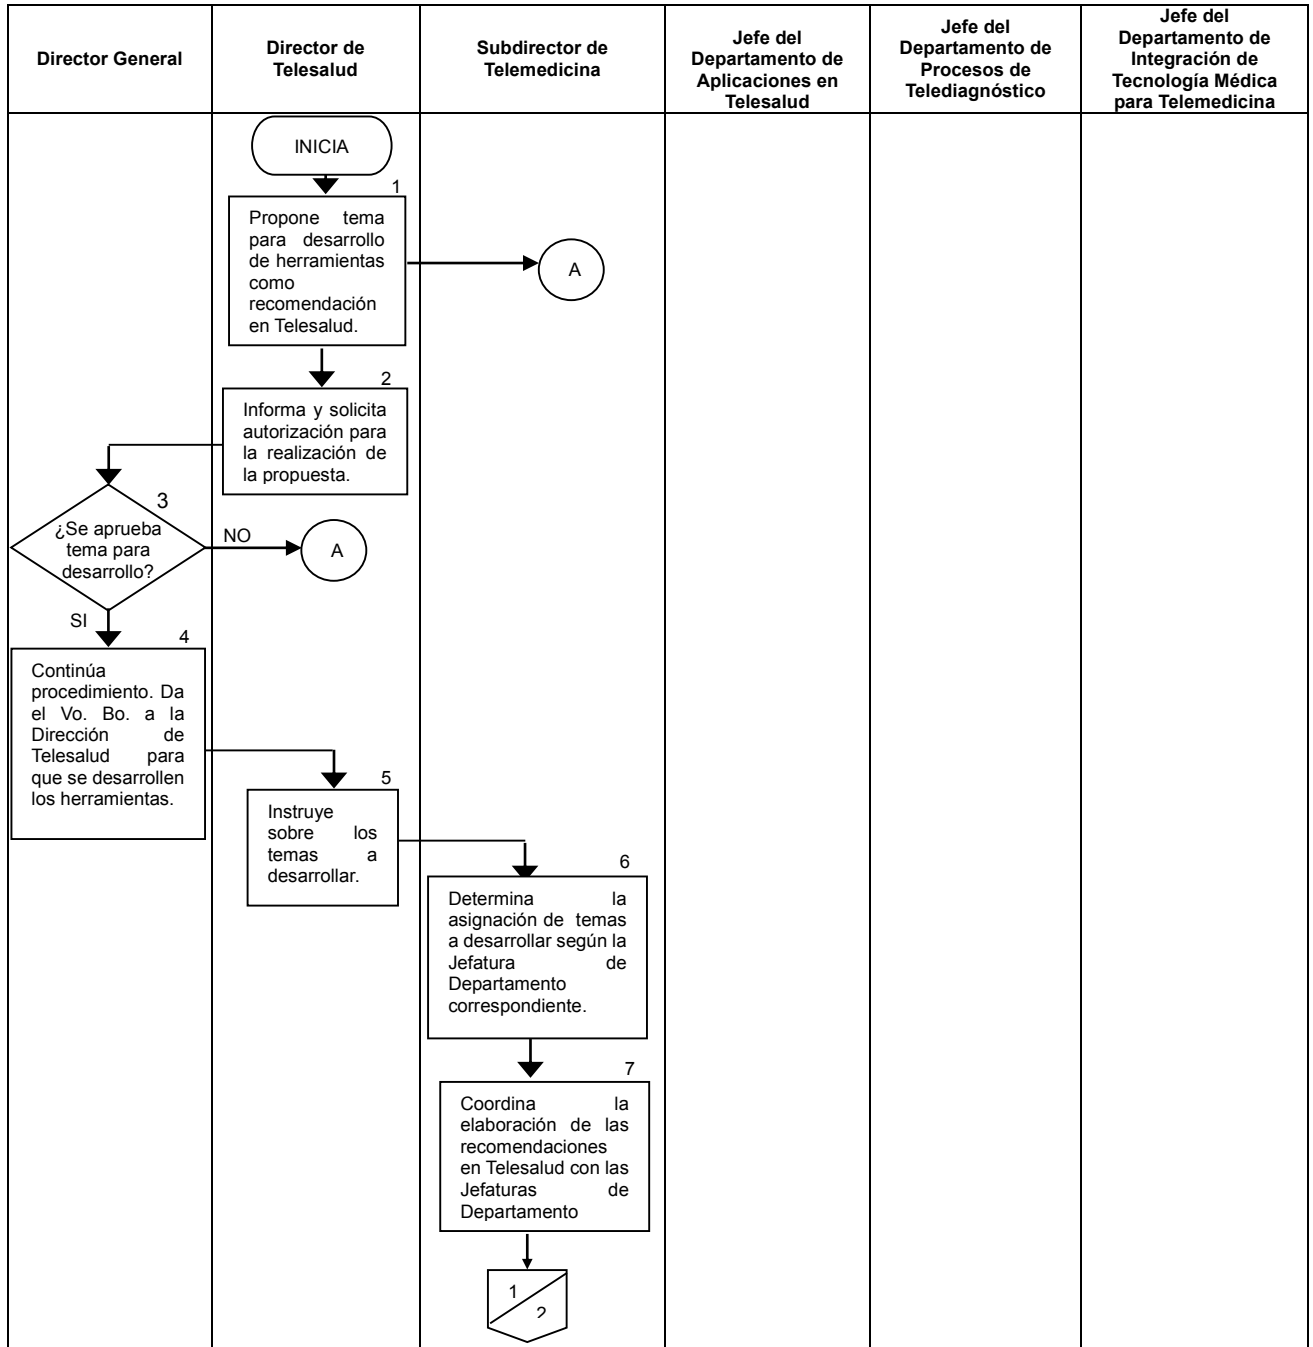 Director General
Director de
Telesalud
Subdirector de
Telemedicina
Jefe del
Departamento de
Aplicaciones en
Telesalud
Jefe del
Departamento de
Procesos de
Telediagnóstico
Jefe del
Departamento de
Integración de
Tecnología Médica
para Telemedicina
INICIA
1
Propone tema
para desarrollo
de herramientas
como
recomendación
en Telesalud.
A
2
Informa y solicita
autorización para
la realización de
la propuesta.
3
¿Se aprueba
tema para
desarrollo?
NO
A
SI
4
Continúa
procedimiento. Da
el Vo. Bo. a la
Dirección de
Telesalud para
que se desarrollen
los herramientas.
5
Instruye
sobre los
temas a
desarrollar.
6
Determina la
asignación de temas
a desarrollar según la
Jefatura de
Departamento
correspondiente.
7
Coordina la
elaboración de las
recomendaciones
en Telesalud con las
Jefaturas de
Departamento
1
2